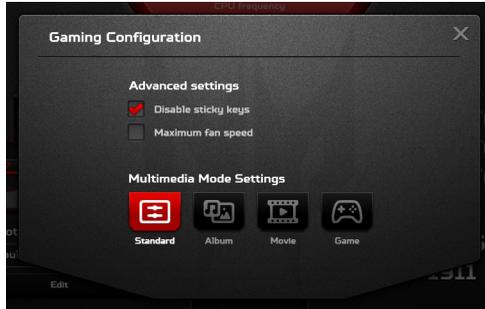 CPU frequency
Gaming Configuration
Advanced settings
Disable sticky keys
Maximum fan speed
Multimedia Mode Settings
Standard Album Movie Game
Edit